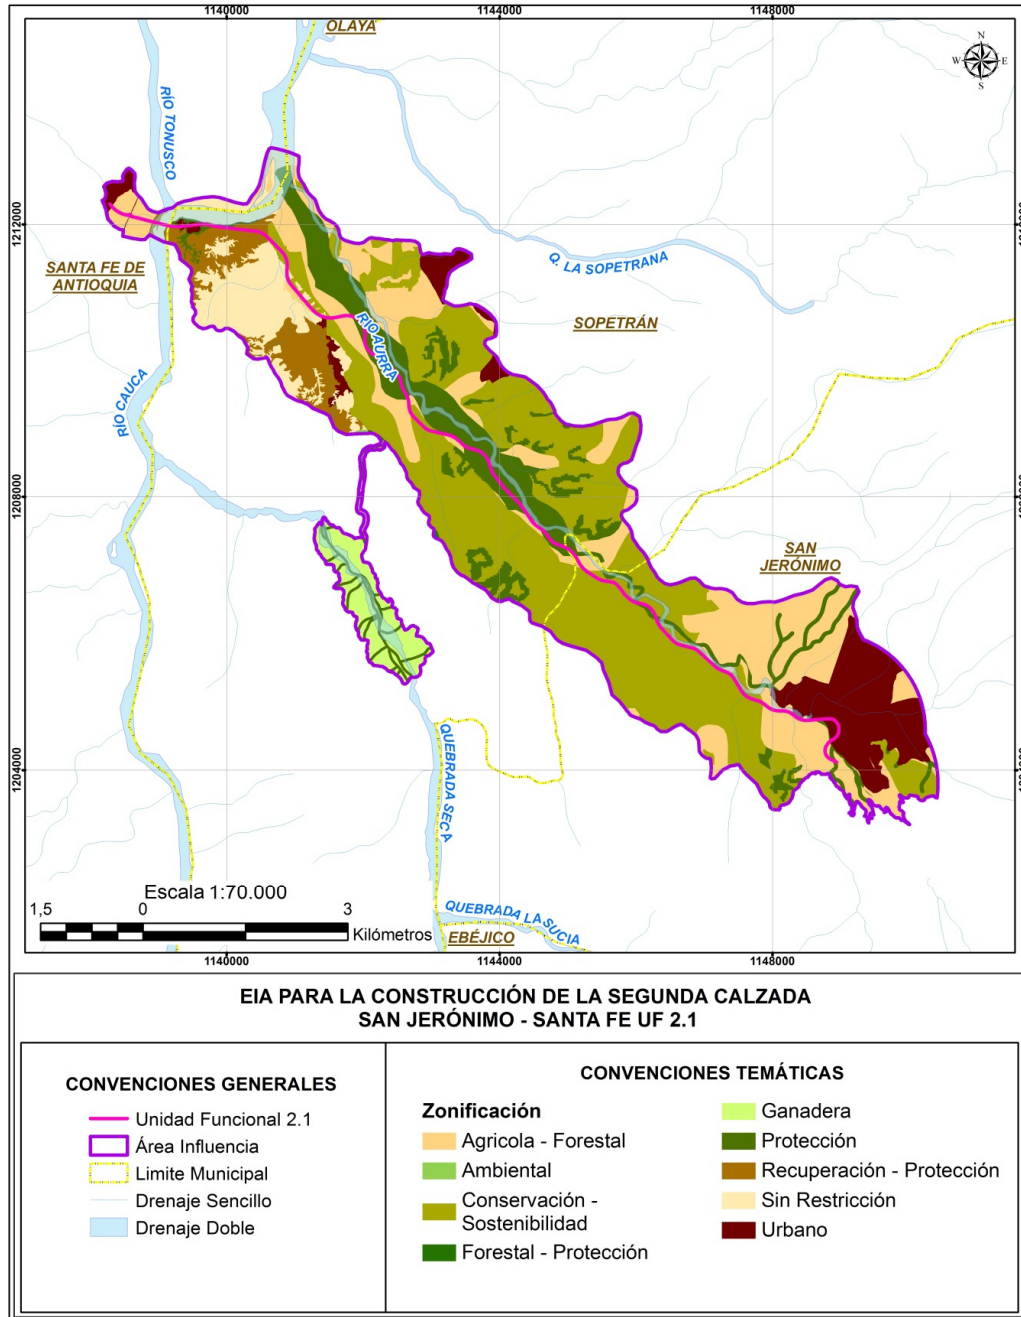 1140000
1144000
1148000
OLAYA
N
W
E
S
RÍO TONUSCO
1212000
SANTA FE DE
ANTIOQUIA
Q. LA SOPETRANA
SOPETRÁN
RÍO AURRA
RÍO CAUCA
1208000
SAN
JERÓNIMO
QUEBRADA SECA
1204000
Escala 1:70.000
1,5
0
3
Kilómetros
QUEBRADA LA SUCIA
EBÉJICO
1140000
1144000
1148000
EIA PARA LA CONSTRUCCIÓN DE LA SEGUNDA CALZADA
SAN JERÓNIMO - SANTA FE UF 2.1
CONVENCIONES GENERALES
Unidad Funcional 2.1
Área Influencia
Limite Municipal
Drenaje Sencillo
Drenaje Doble
CONVENCIONES TEMÁTICAS
Zonificación
Agricola - Forestal
Ambiental
Conservación -
Sostenibilidad
Forestal - Protección
Ganadera
Protección
Recuperación - Protección
Sin Restricción
Urbano